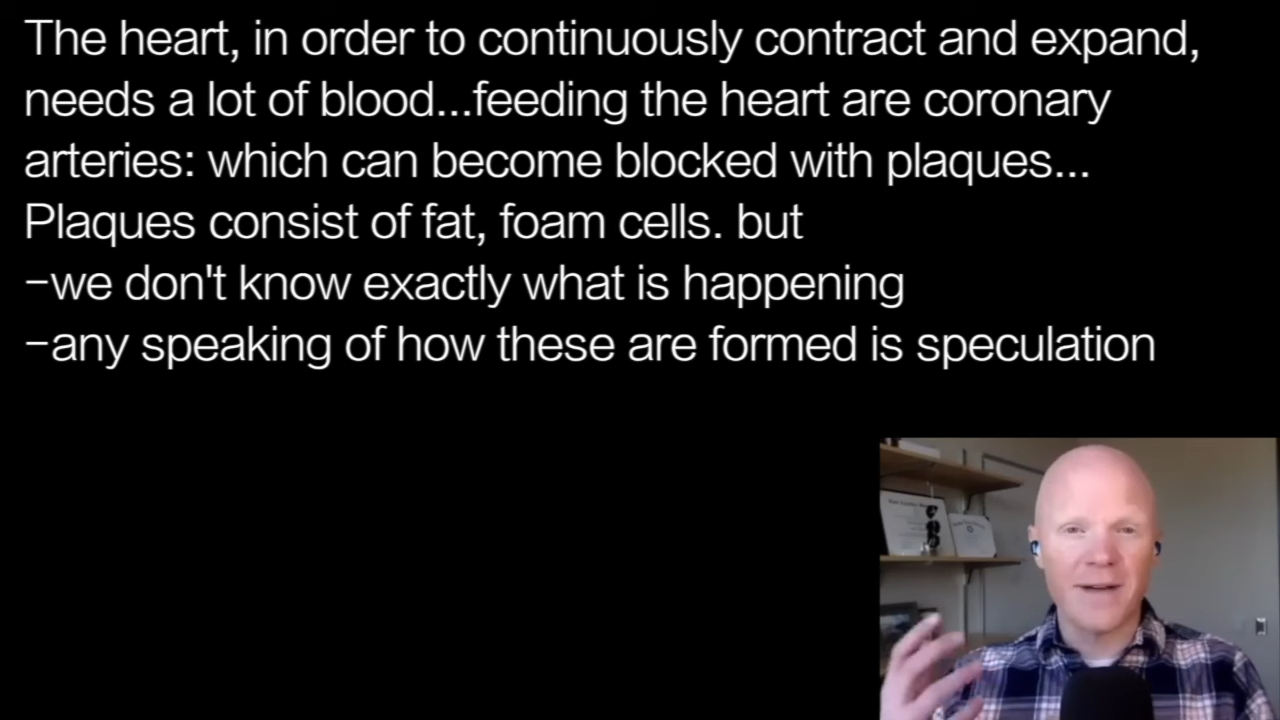 The heart, in order to continuously contract and expand,
needs a lot of blood...feeding the heart are coronary
arteries: which can become blocked with plaques...
Plaques consist of fat, foam cells. but
-we don't know exactly what is happening
-any speaking of how these are formed is speculation